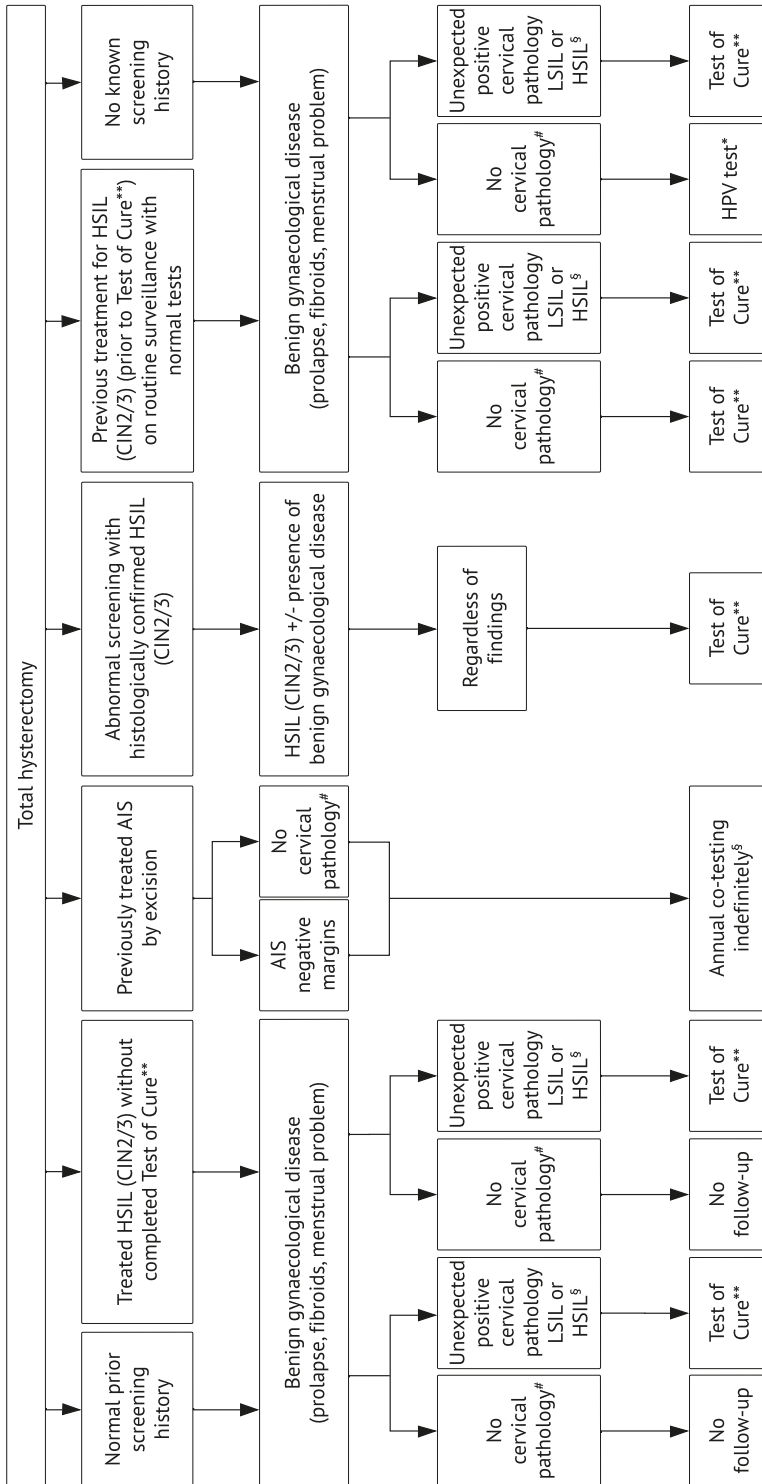 Total hysterectomy
Normal prior
screening
history
Treated HSIL (CIN2/3) without
completed Test of Cure**
Previously treated AIS
by excision
Abnormal screening with
histologically confirmed HSIL
(CIN2/3)
Previous treatment for HSIL
(CIN2/3) (prior to Test of Cure**)
on routine surveillance with
normal tests
No known
screening
history
Benign gynaecological disease
(prolapse, fibroids, menstrual problem)
AIS
negative
margins
No
cervical
pathology#
HSIL (CIN2/3) +/- presence of
benign gynaecological disease
Benign gynaecological disease
(prolapse, fibroids, menstrual problem)
No
cervical
pathology#
Unexpected
positive
cervical
pathology
LSIL or
HSIL§
No
cervical
pathology#
Unexpected
positive
cervical
pathology
LSIL or
HSIL§
Regardless of
findings
No
cervical
pathology#
Unexpected
positive
cervical
pathology
LSIL or
HSIL§
No
cervical
pathology#
Unexpected
positive
cervical
pathology
LSIL or
HSIL§
No
follow-up
Test of
Cure**
No
follow-up
Test of
Cure**
Annual co-testing
indefinitely§
Test of
Cure**
Test of
Cure**
Test of
Cure**
HPV test*
Test of
Cure**